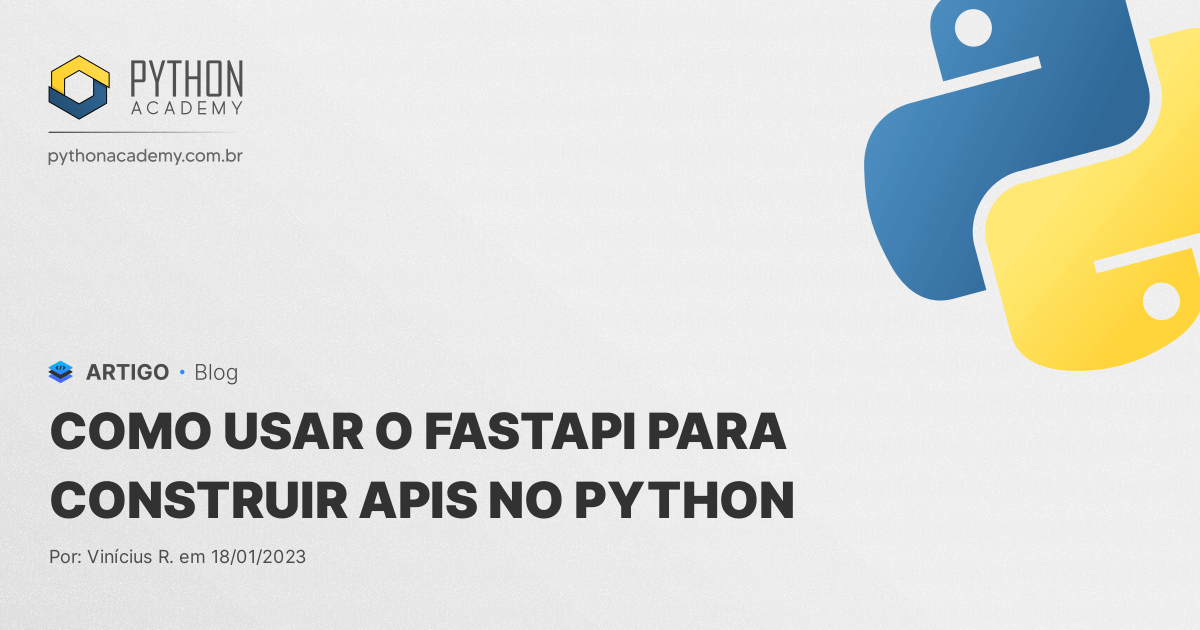 PYTHON
ACADEMY
pythonacademy.com.br
ARTIGO • Blog
COMO USAR O FASTAPI PARA
CONSTRUIR APIS NO PYTHON
Por: Vinícius R. em 18/01/2023